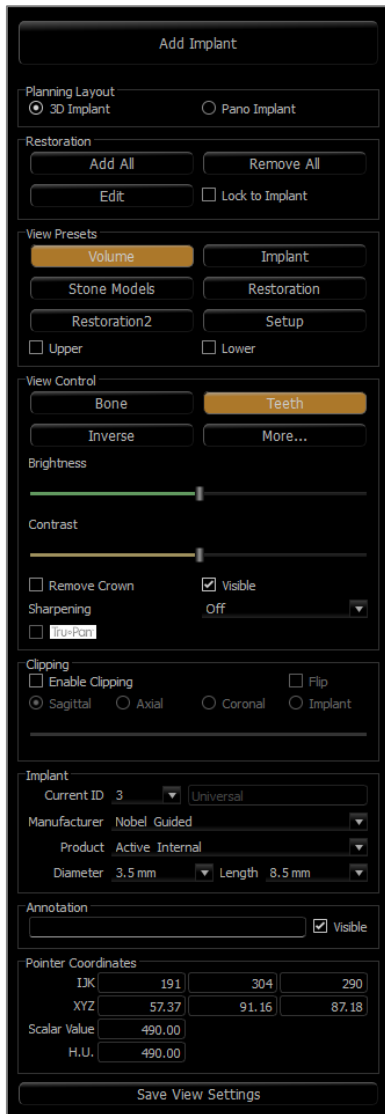 Add Implant
Planning Layout
3D Implant Pano Implant
Restoration
Add All Remove All
Edit Lock to Implant
View Presets
Volume Implant
Stone Models Restoration
Restoration2 Setup
Upper Lower
View Control
Bone Teeth
Inverse More...
Brightness
Contrast
Remove Crown Visible
Sharpening Off
Tru-Pan
Clipping
Enable Clipping Flip
Sagittal Axial Coronal Implant
Implant
Current ID 3 Universal
Manufacturer Nobel Guided
Product Active Internal
Diameter 3.5 mm Length 8.5 mm
Annotation
Visible
Pointer Coordinates
IJK 191 304 290
XYZ 57.37 91.16 87.18
Scalar Value 490.00
H.U. 490.00
Save View Settings